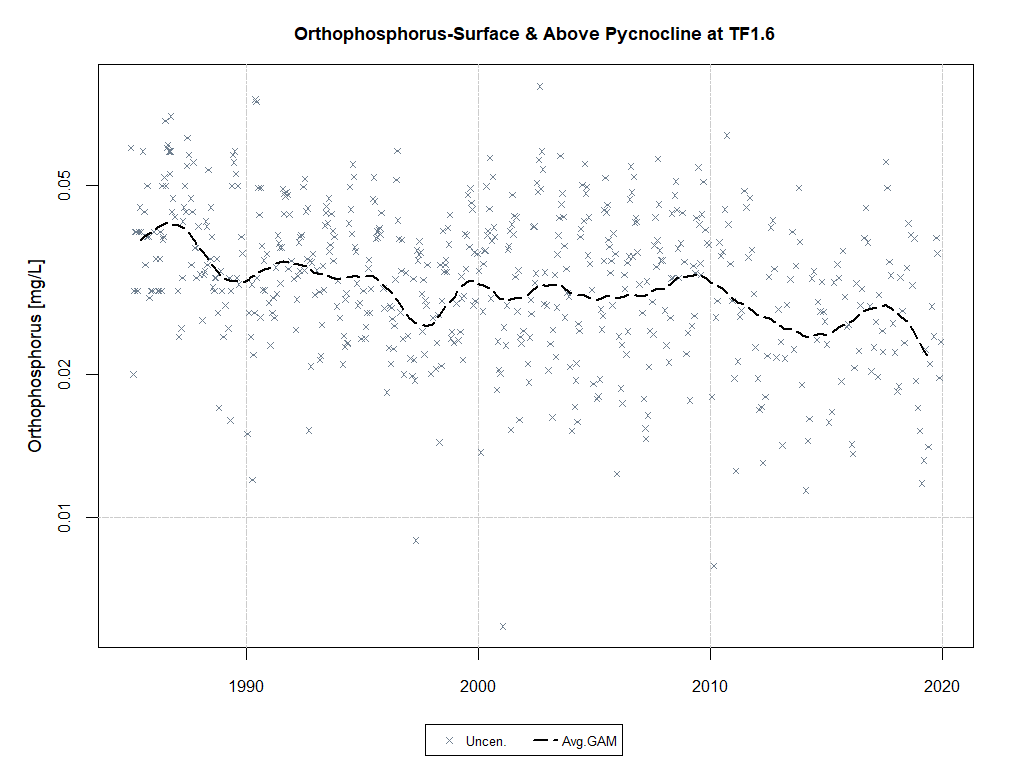 Orthophosphorus-Surface & Above Pycnocline at TF1.6
Orthophosphorus [mg/L]
0.05
0.02
0.01
1990
2000
2010
2020
Uncen.
Avg.GAM